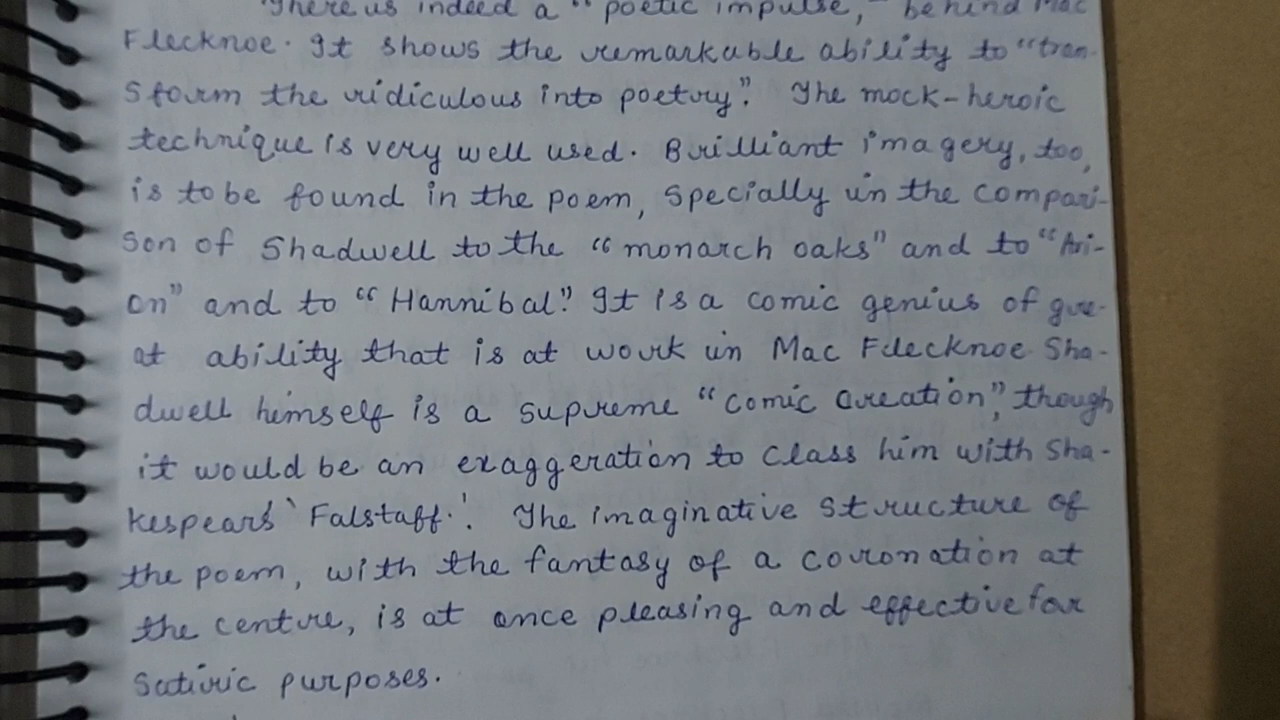 There is indeed a "poetic impulse," behind Mac
Flecknoe. It shows the remarkable ability to "tran-
sform the ridiculous into poetry". The mock-heroic
technique is very well used. Brilliant imagery, too,
is to be found in the poem, specially in the compari-
son of Shadwell to the "monarch oaks" and to "Ari-
on" and to "Hannibal". It is a comic genius of gre-
at ability that is at work in Mac Flecknoe. Sha-
dwell himself is a supreme "comic creation", though
it would be an exaggeration to class him with Sha-
kespears 'Falstaff.'. The imaginative structure of
the poem, with the fantasy of a coronation at
the centre, is at once pleasing and effective for
satiric purposes.